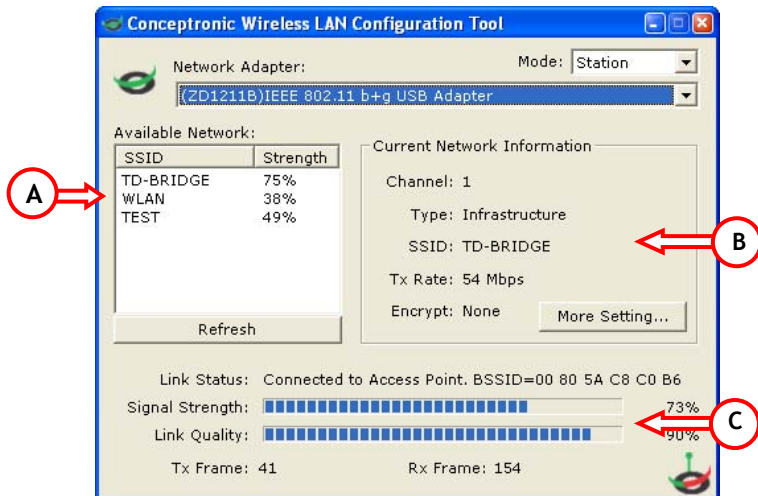 Conceptronic Wireless LAN Configuration Tool
Network Adapter:
Mode: Station
(ZD1211B)IEEE 802.11 b+g USB Adapter
Available Network:
SSID Strength
TD-BRIDGE 75%
WLAN 38%
TEST 49%
Refresh
A
Current Network Information
Channel: 1
Type: Infrastructure
SSID: TD-BRIDGE
Tx Rate: 54 Mbps
Encrypt: None
More Setting...
B
Link Status: Connected to Access Point. BSSID=00 80 5A C8 C0 B6
Signal Strength: 73%
Link Quality: 90%
C
Tx Frame: 41 Rx Frame: 154